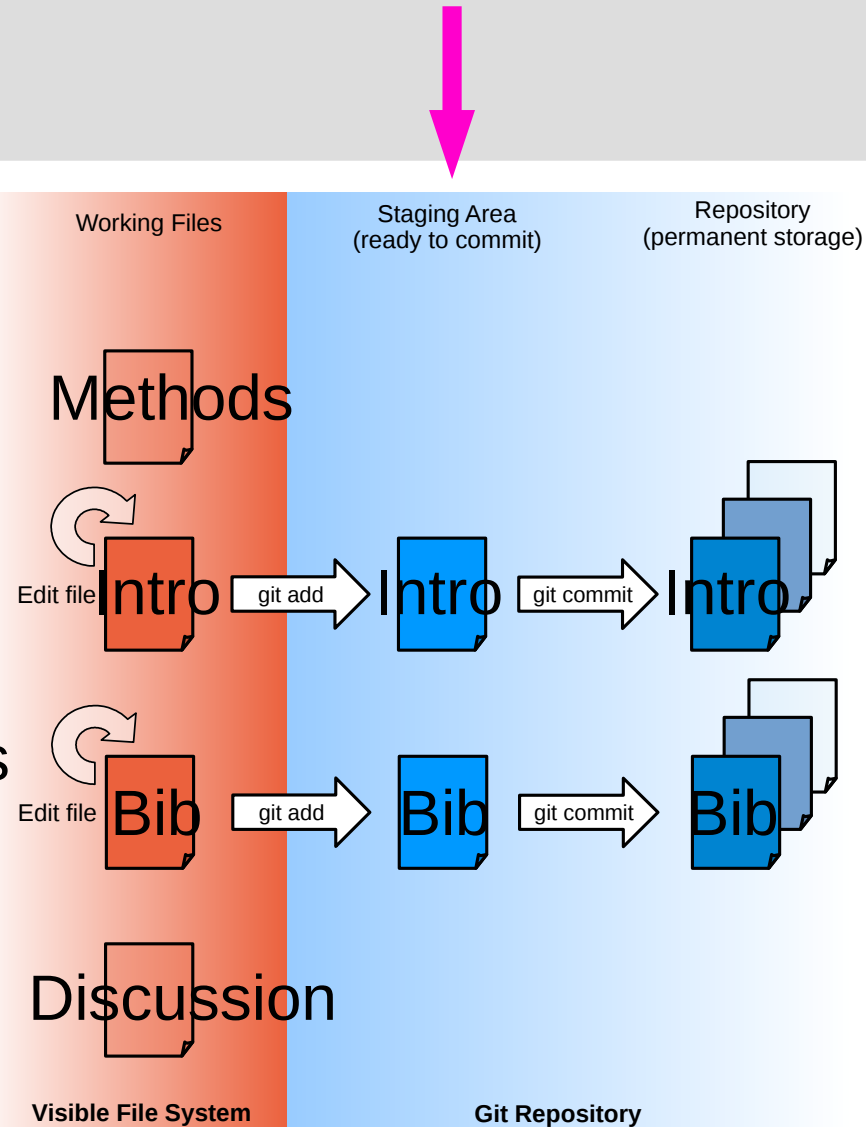 Working Files
Staging Area
(ready to commit)
Repository
(permanent storage)
Methods
Edit file
Intro
git add
Intro
git commit
Intro
s
Edit file
Bib
git add
Bib
git commit
Bib
Discussion
Visible File System
Git Repository